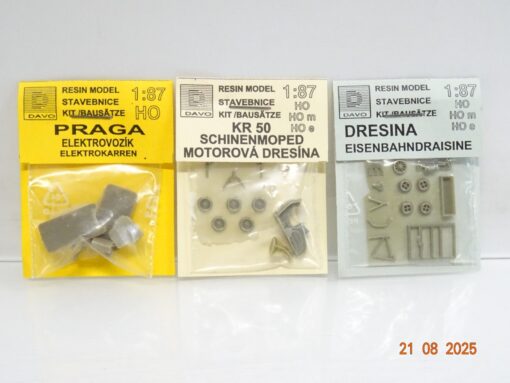 DAVO
RESIN MODEL
STAVEBNICE
KIT/BAUSÄTZE
1:87
HO
PRAGA
ELEKTROVOZÍK
ELEKTROKARREN
DAVO
RESIN MODEL
STAVEBNICE
KIT/BAUSÄTZE
1:87
HO
HO m
HO e
KR 50
SCHINENMOPED
MOTOROVÁ DRESÍNA
DAVO
RESIN MODEL
STAVEBNICE
KIT/BAUSÄTZE
1:87
HO
HO m
HO e
DRESINA
EISENBAHNDRAISINE
21 08 2025